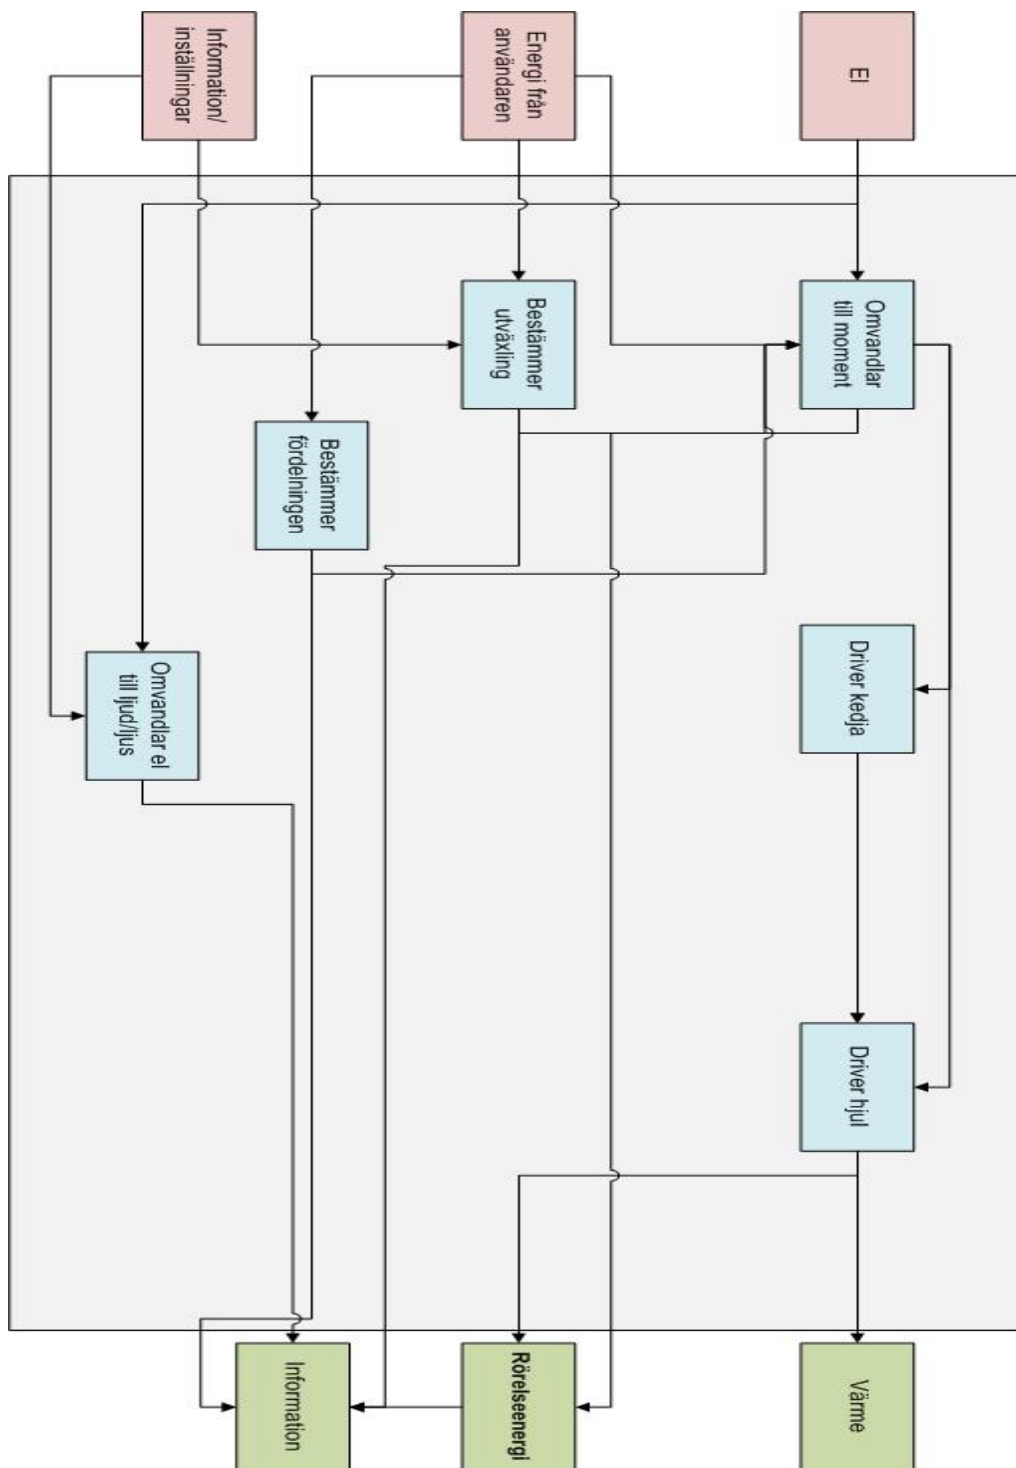 El
Omvandlar
till moment
Driver kedja
Driver hjul
Värme
Energi från
användaren
Bestämmer
utväxling
Rörelseenergi
Bestämmer
fördelningen
Information
Information/
inställningar
Omvandlar el
till ljud/ljus